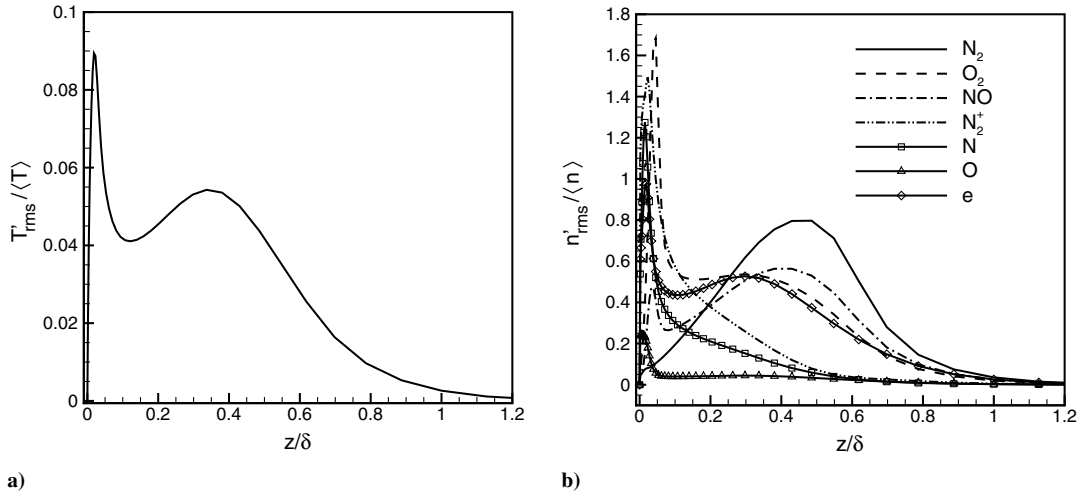 T'rms / ⟨T⟩
0.1
0.08
0.06
0.04
0.02
0
0 0.2 0.4 0.6 0.8 1 1.2
z/δ
a)
n'rms / ⟨n⟩
1.8
1.6
1.4
1.2
1
0.8
0.6
0.4
0.2
0
N₂
O₂
NO
N₂⁺
N
O
e
0 0.2 0.4 0.6 0.8 1 1.2
z/δ
b)